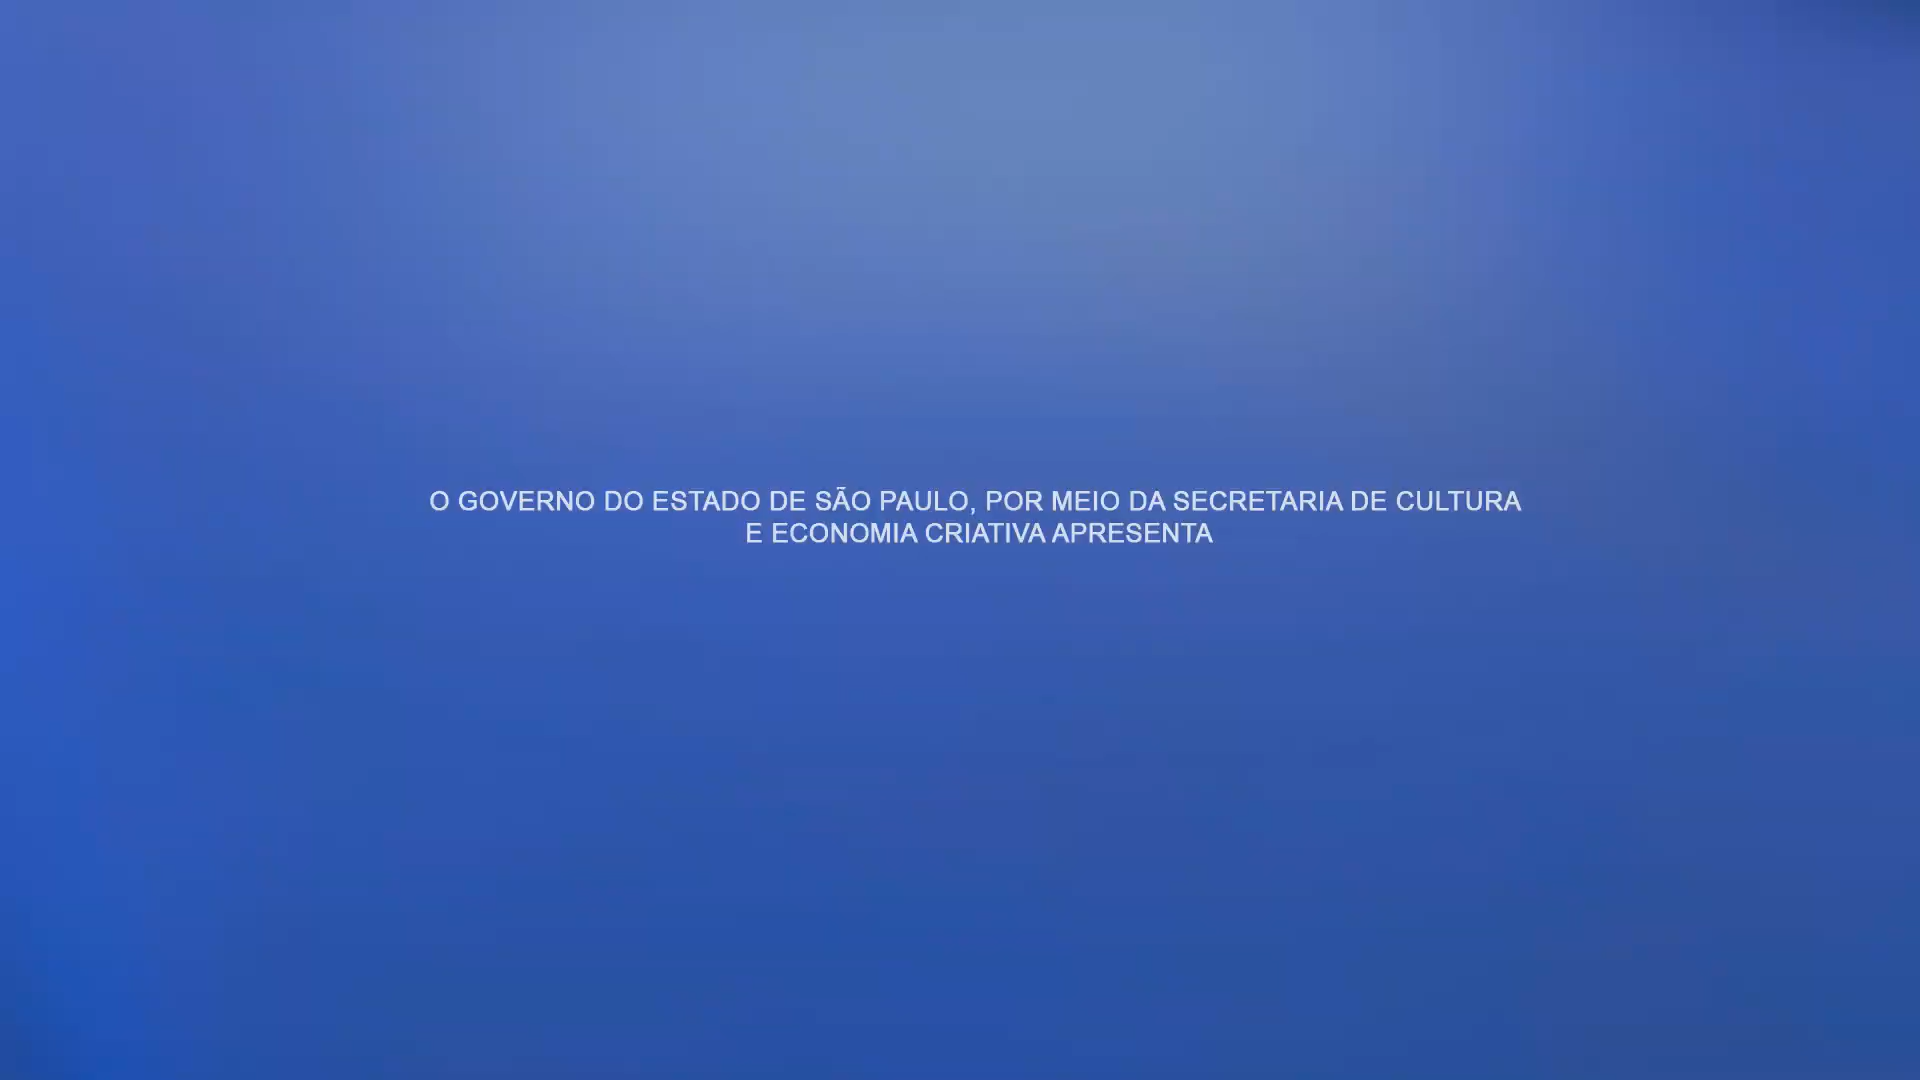 O GOVERNO DO ESTADO DE SÃO PAULO, POR MEIO DA SECRETARIA DE CULTURA
E ECONOMIA CRIATIVA APRESENTA